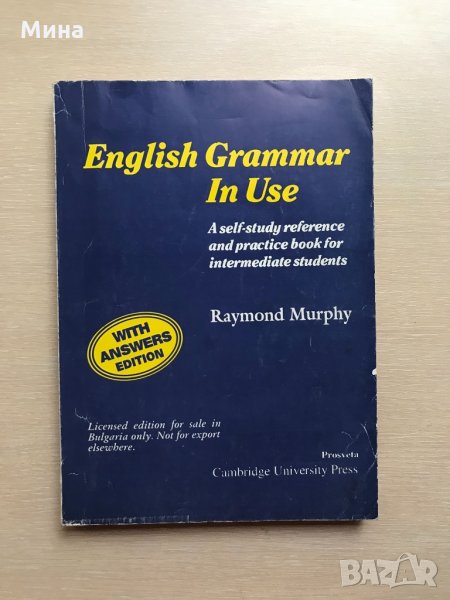 Мина
English Grammar
In Use
A self-study reference
and practice book for
intermediate students
Raymond Murphy
WITH
ANSWERS
EDITION
Licensed edition for sale in
Bulgaria only. Not for export
elsewhere.
Prosveta
Cambridge University Press
BAZAR